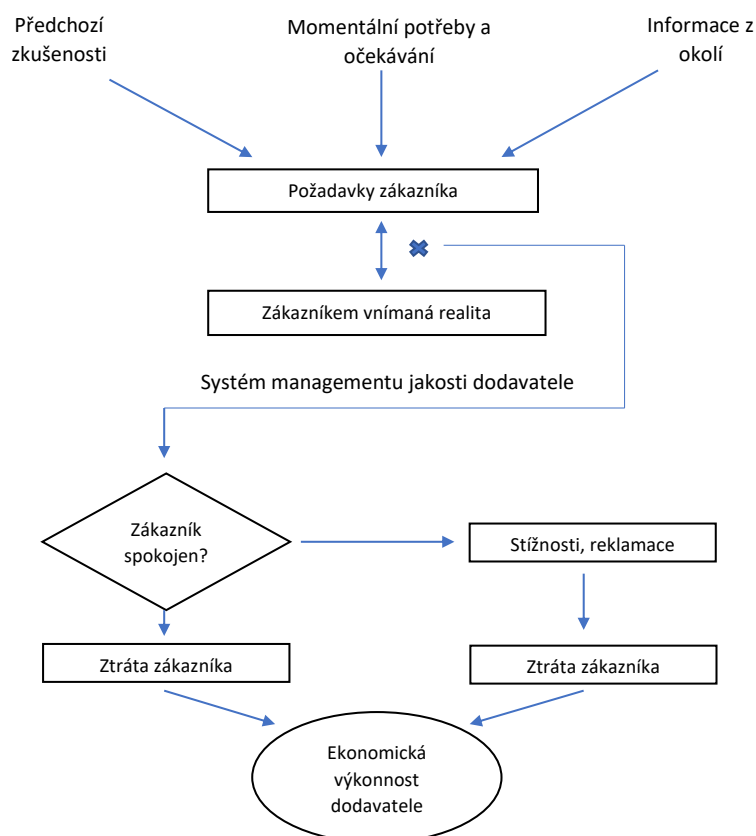 Předchozí
zkušenosti
Momentální potřeby a
očekávání
Informace z
okolí
Požadavky zákazníka
Zákazníkem vnímaná realita
Systém managementu jakosti dodavatele
Zákazník
spokojen?
Stížnosti, reklamace
Ztráta zákazníka
Ztráta zákazníka
Ekonomická
výkonnost
dodavatele